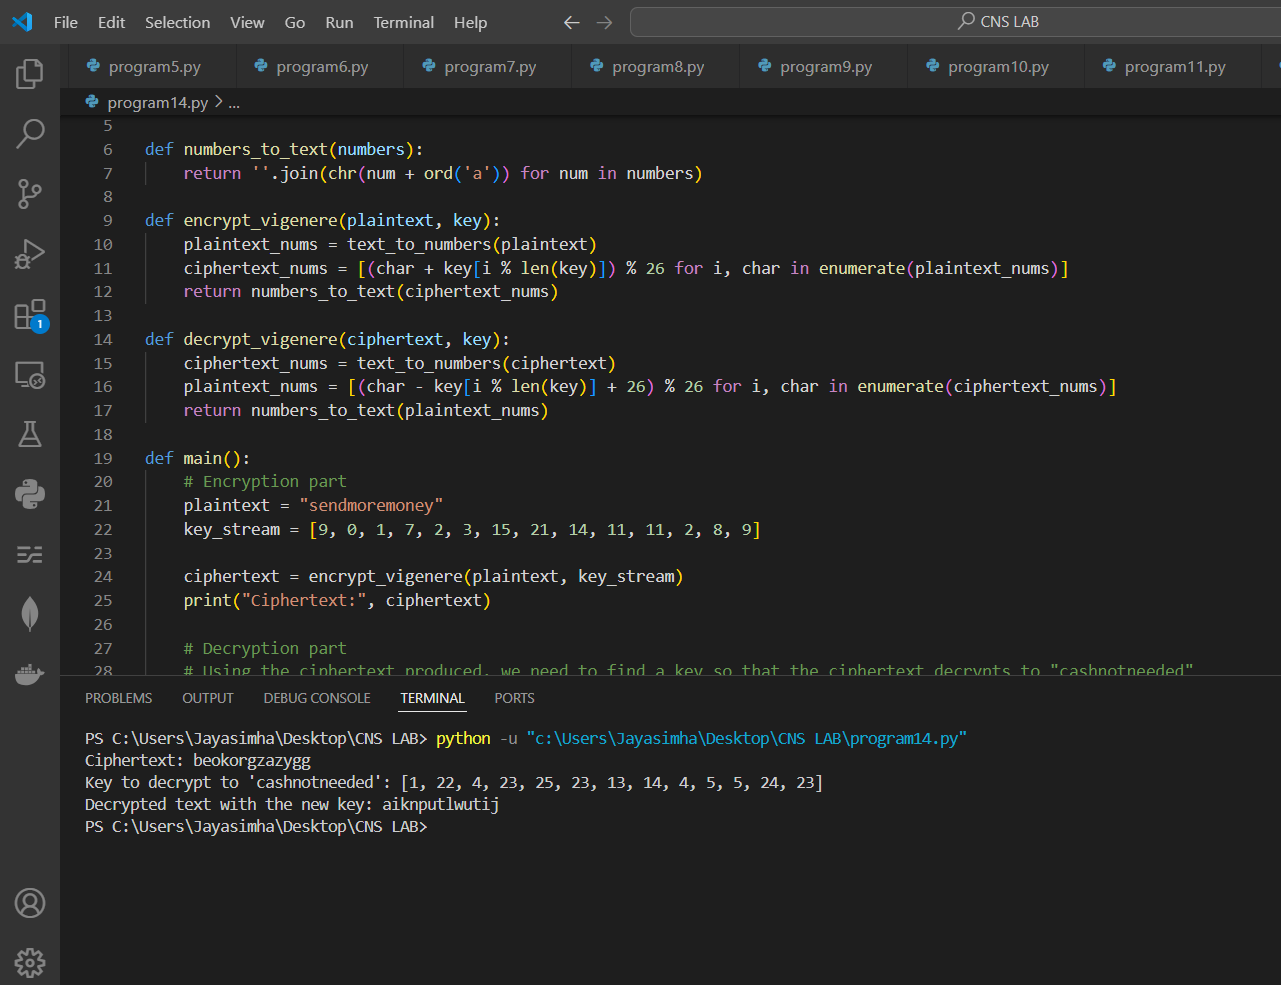 File Edit Selection View Go Run Terminal Help CNS LAB
program5.py program6.py program7.py program8.py program9.py program10.py program11.py
program14.py > ...
5
6 def numbers_to_text(numbers):
7 return ''.join(chr(num + ord('a')) for num in numbers)
8
9 def encrypt_vigenere(plaintext, key):
10 plaintext_nums = text_to_numbers(plaintext)
11 ciphertext_nums = [(char + key[i % len(key)]) % 26 for i, char in enumerate(plaintext_nums)]
12 return numbers_to_text(ciphertext_nums)
13
14 def decrypt_vigenere(ciphertext, key):
15 ciphertext_nums = text_to_numbers(ciphertext)
16 plaintext_nums = [(char - key[i % len(key)] + 26) % 26 for i, char in enumerate(ciphertext_nums)]
17 return numbers_to_text(plaintext_nums)
18
19 def main():
20 # Encryption part
21 plaintext = "sendmoremoney"
22 key_stream = [9, 0, 1, 7, 2, 3, 15, 21, 14, 11, 11, 2, 8, 9]
23
24 ciphertext = encrypt_vigenere(plaintext, key_stream)
25 print("Ciphertext:", ciphertext)
26
27 # Decryption part
28 # Using the ciphertext produced, we need to find a key so that the ciphertext decrypts to "cashnotneeded"
1
PROBLEMS OUTPUT DEBUG CONSOLE TERMINAL PORTS
PS C:\Users\Jayasimha\Desktop\CNS LAB> python -u "c:\Users\Jayasimha\Desktop\CNS LAB\program14.py"
Ciphertext: beokorgzazygg
Key to decrypt to 'cashnotneeded': [1, 22, 4, 23, 25, 23, 13, 14, 4, 5, 5, 24, 23]
Decrypted text with the new key: aiknputlwutij
PS C:\Users\Jayasimha\Desktop\CNS LAB>